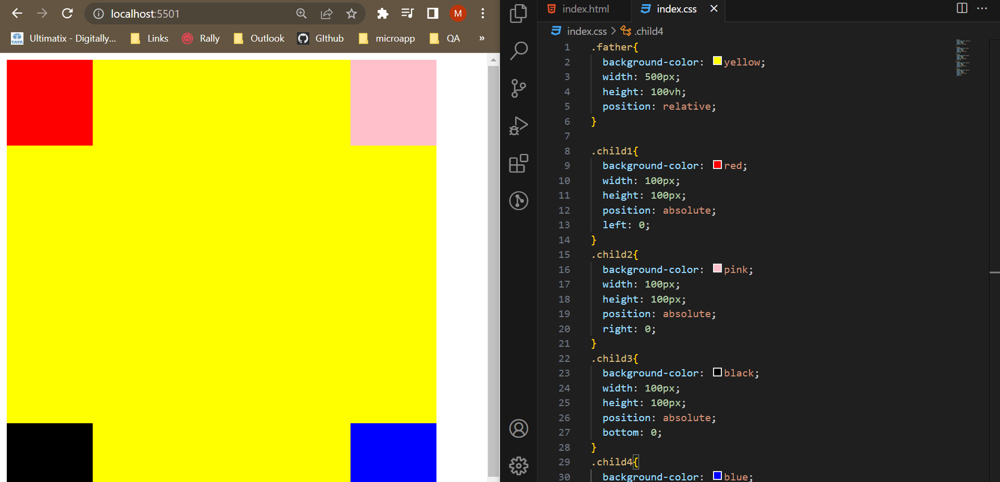 localhost:5501
M
Ultimatix - Digitally...
Links
Rally
Outlook
GIthub
microapp
QA
»
index.html
index.css
index.css > .child4
1 .father{
2 background-color: yellow;
3 width: 500px;
4 height: 100vh;
5 position: relative;
6 }
7
8 .child1{
9 background-color: red;
10 width: 100px;
11 height: 100px;
12 position: absolute;
13 left: 0;
14 }
15 .child2{
16 background-color: pink;
17 width: 100px;
18 height: 100px;
19 position: absolute;
20 right: 0;
21 }
22 .child3{
23 background-color: black;
24 width: 100px;
25 height: 100px;
26 position: absolute;
27 bottom: 0;
28 }
29 .child4{
30 background-color: blue;